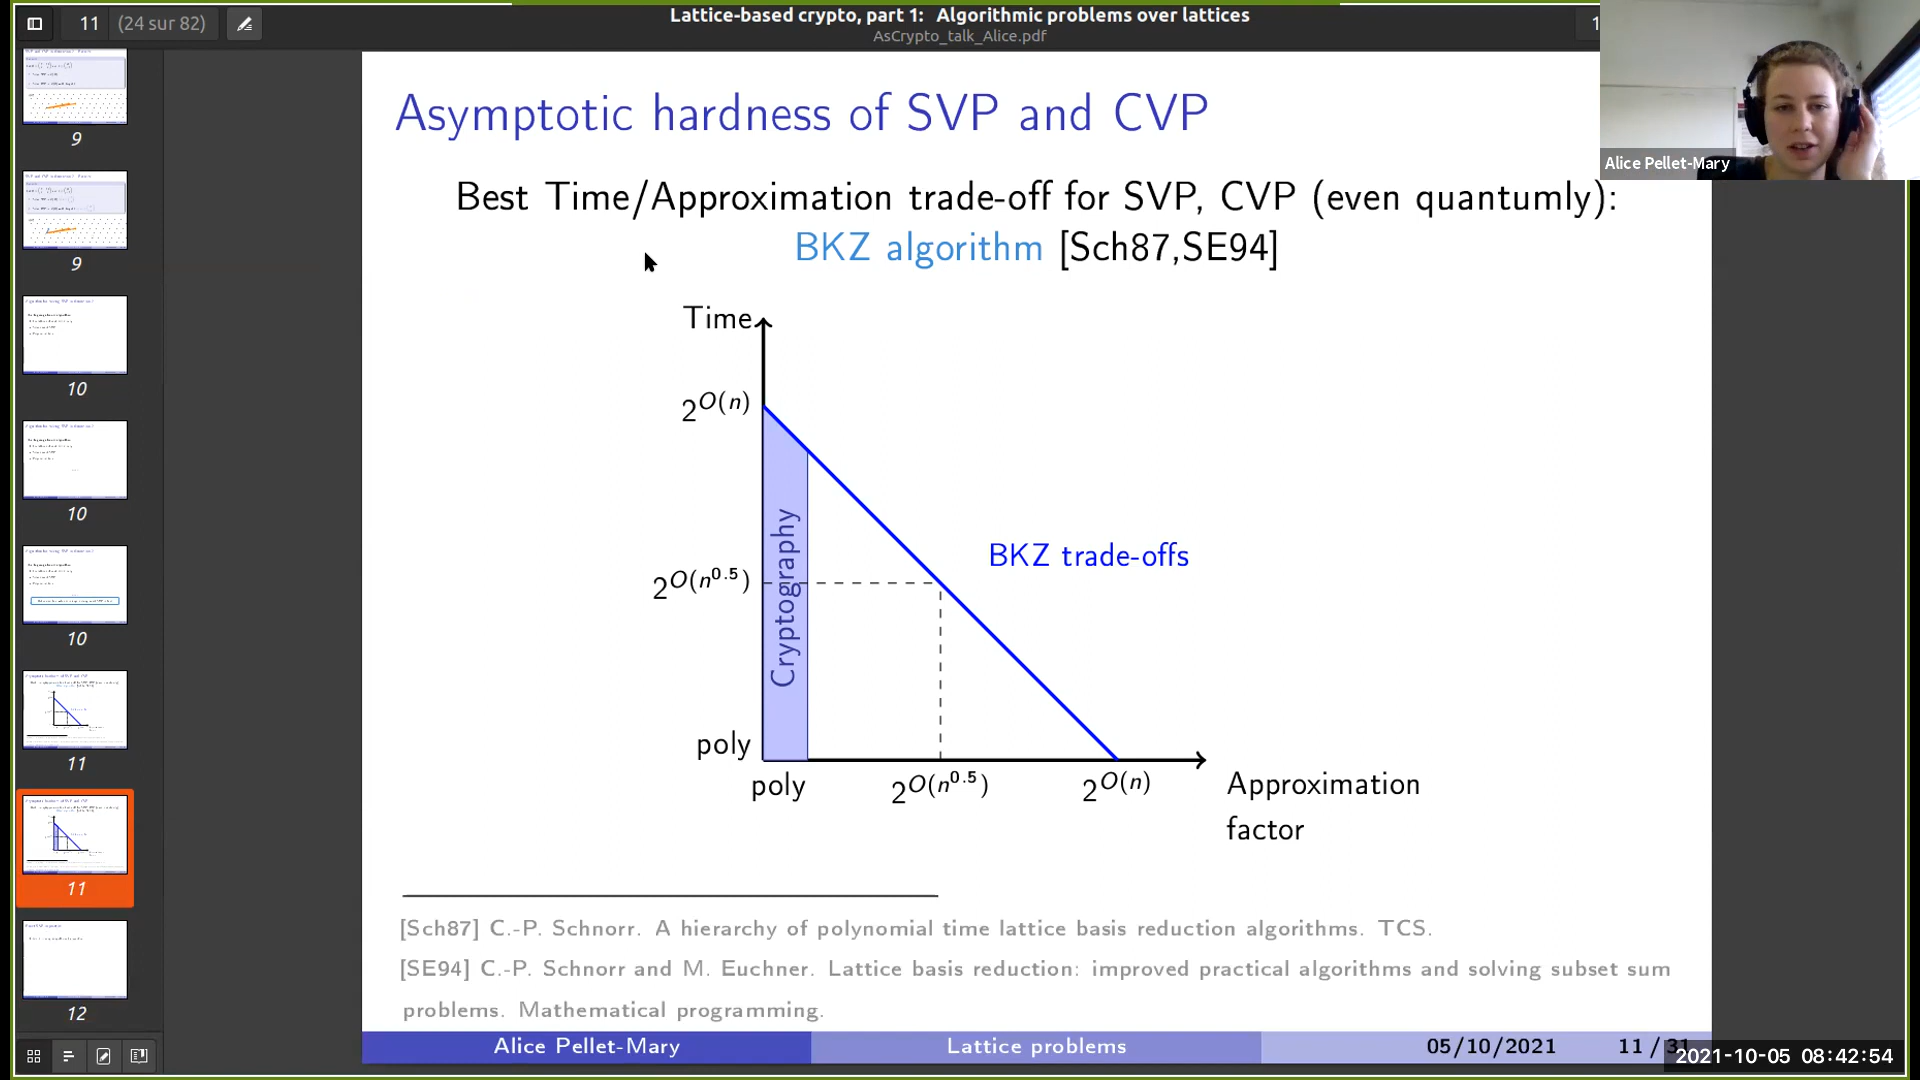 11 (24 sur 82)
Lattice-based crypto, part 1: Algorithmic problems over lattices
AsCrypto_talk_Alice.pdf
Alice Pellet-Mary
9
9
10
10
10
11
11
12
Asymptotic hardness of SVP and CVP
Best Time/Approximation trade-off for SVP, CVP (even quantumly):
BKZ algorithm [Sch87,SE94]
Time
2^{O(n)}
Cryptography
BKZ trade-offs
2^{O(n^{0.5})}
poly
poly 2^{O(n^{0.5})} 2^{O(n)} Approximation
factor
[Sch87] C.-P. Schnorr. A hierarchy of polynomial time lattice basis reduction algorithms. TCS.
[SE94] C.-P. Schnorr and M. Euchner. Lattice basis reduction: improved practical algorithms and solving subset sum
problems. Mathematical programming.
Alice Pellet-Mary Lattice problems 05/10/2021 11 / 31
2021-10-05 08:42:54